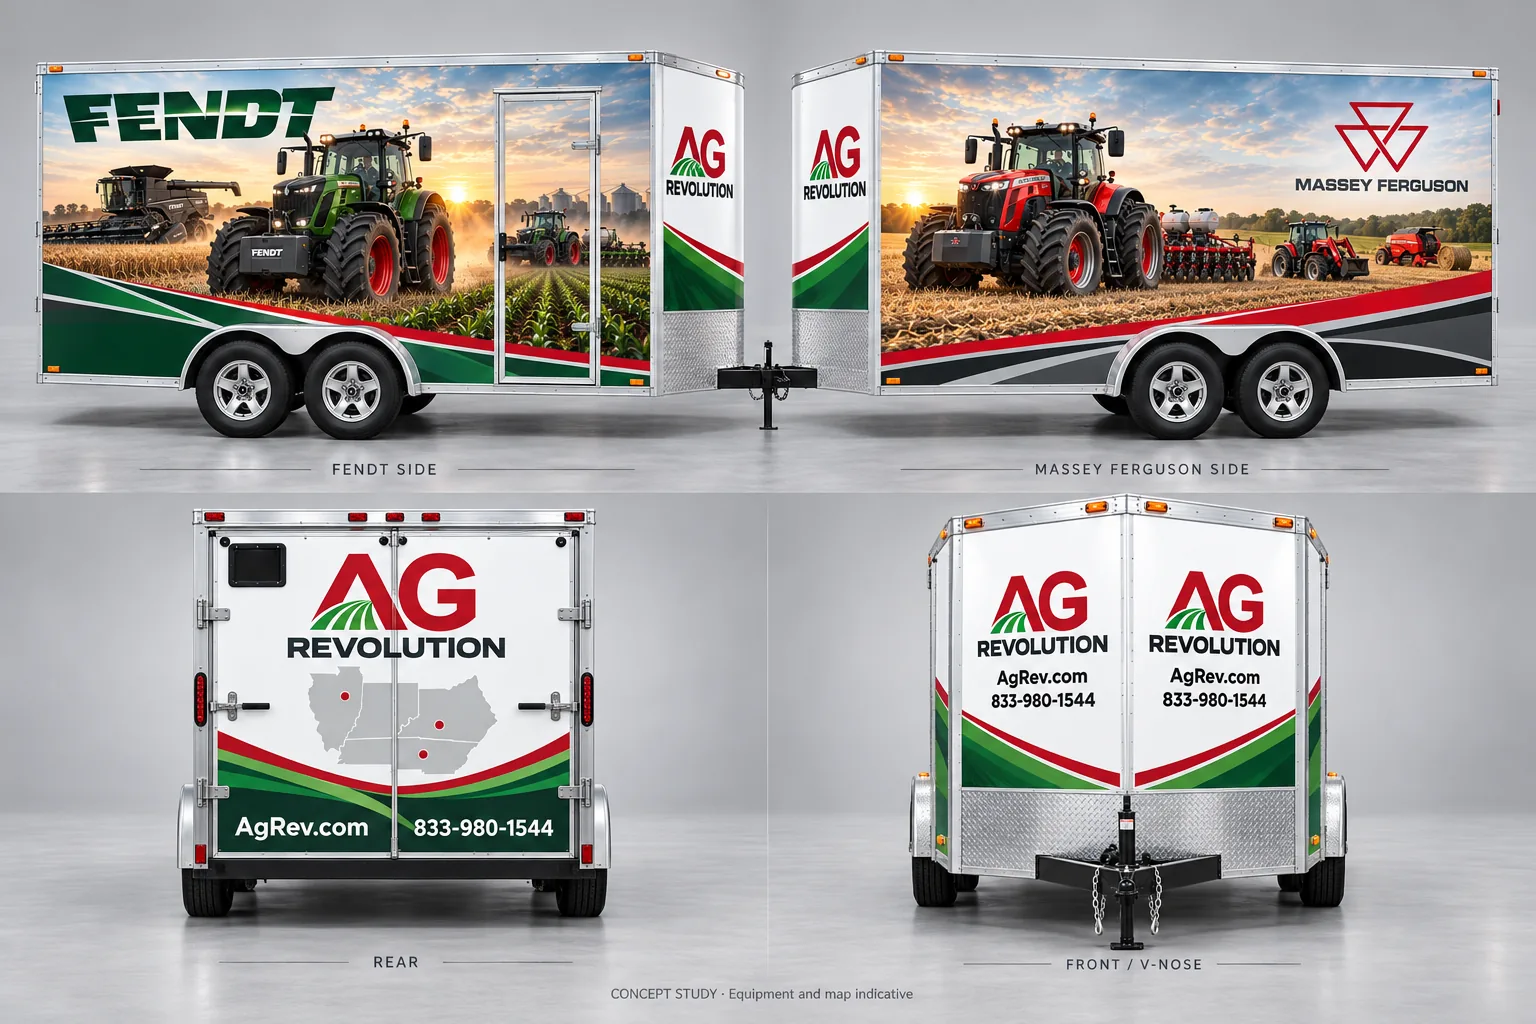 FENDT
FENDT
AG
REVOLUTION
FENDT SIDE
AG
REVOLUTION
MASSEY FERGUSON
MASSEY FERGUSON SIDE
AG
REVOLUTION
AgRev.com 833-980-1544
REAR
AG
REVOLUTION
AgRev.com
833-980-1544
AG
REVOLUTION
AgRev.com
833-980-1544
FRONT / V-NOSE
CONCEPT STUDY · Equipment and map indicative